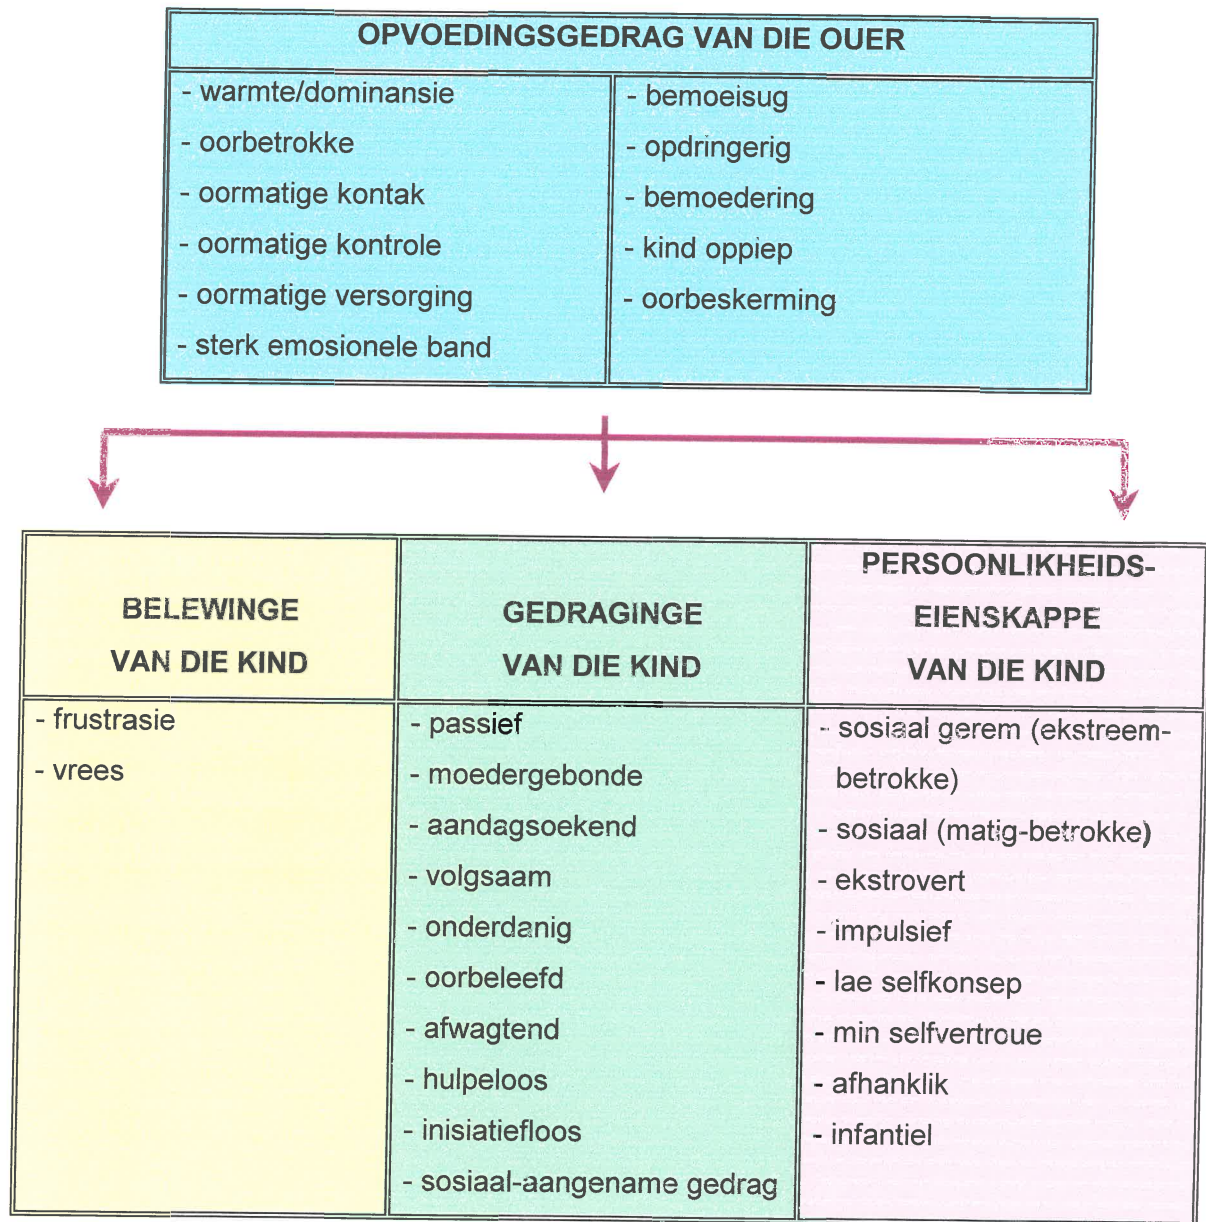 OPVOEDINGSGEDRAG VAN DIE OUER
- warmte/dominansie
- oorbetrokke
- oormatige kontak
- oormatige kontrole
- oormatige versorging
- sterk emosionele band
- bemoeisug
- opdringerig
- bemoedering
- kind oppiep
- oorbeskerming
BELEWINGE
VAN DIE KIND
- frustrasie
- vrees
GEDRAGINGE
VAN DIE KIND
- passief
- moedergebonde
- aandagsoekend
- volgsaam
- onderdanig
- oorbeleefd
- afwagtend
- hulpeloos
- inisiatiefloos
- sosiaal-aangename gedrag
PERSOONLIKHEIDS-
EIENSKAPPE
VAN DIE KIND
- sosiaal gerem (ekstreem-
betrokke)
- sosiaal (matig-betrokke)
- ekstrovert
- impulsief
- lae selfkonsep
- min selfvertroue
- afhanklik
- infantiel